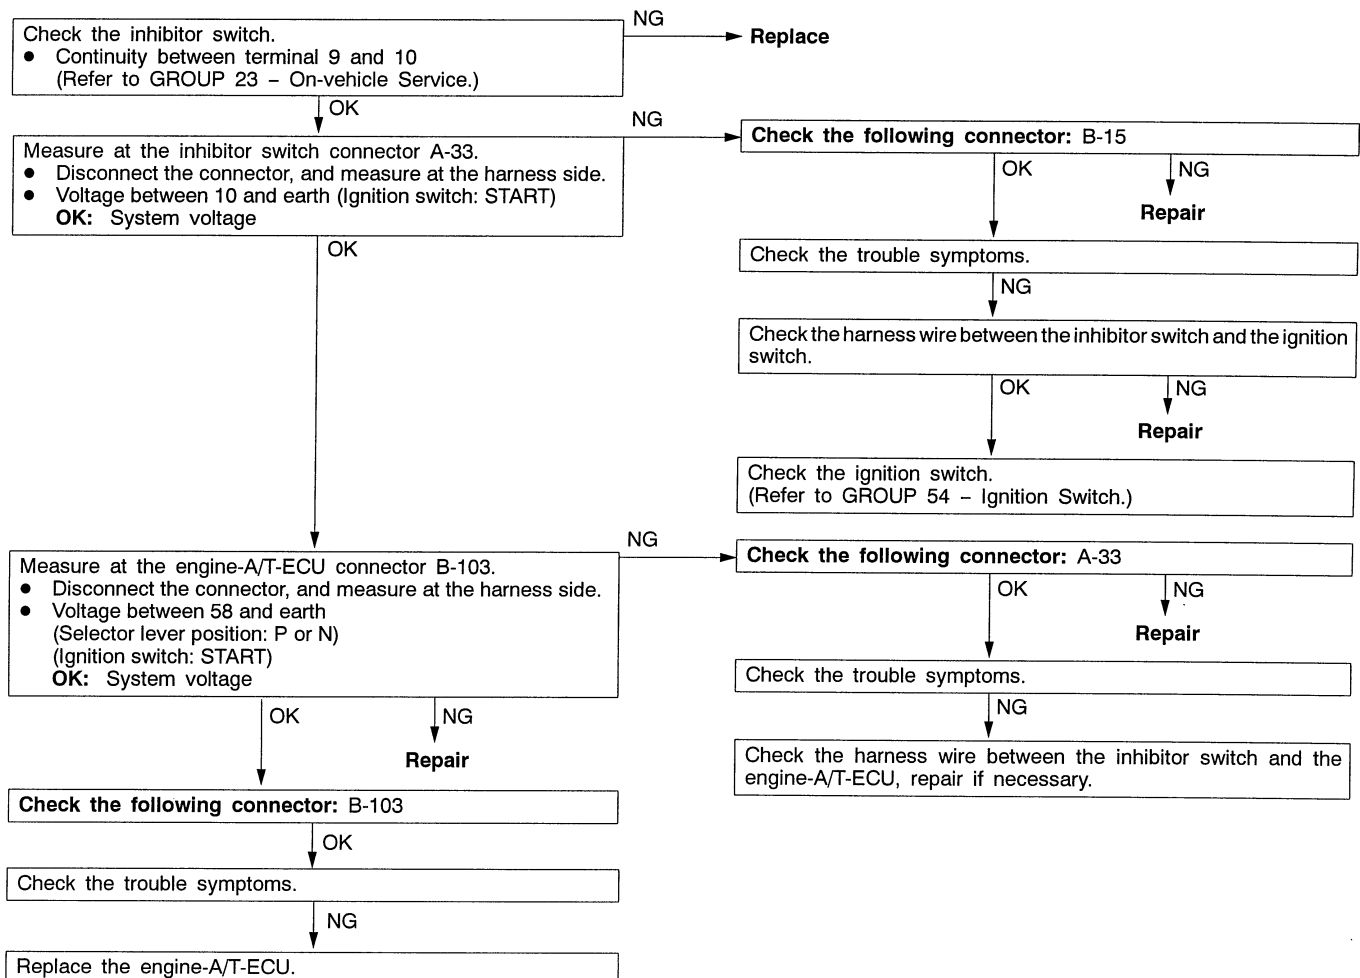 Check the inhibitor switch.
● Continuity between terminal 9 and 10
(Refer to GROUP 23 – On-vehicle Service.)
NG
Replace
OK
Measure at the inhibitor switch connector A-33.
● Disconnect the connector, and measure at the harness side.
● Voltage between 10 and earth (Ignition switch: START)
OK: System voltage
NG
Check the following connector: B-15
OK
NG
Repair
Check the trouble symptoms.
NG
Check the harness wire between the inhibitor switch and the ignition
switch.
OK
NG
Repair
Check the ignition switch.
(Refer to GROUP 54 – Ignition Switch.)
OK
Measure at the engine-A/T-ECU connector B-103.
● Disconnect the connector, and measure at the harness side.
● Voltage between 58 and earth
(Selector lever position: P or N)
(Ignition switch: START)
OK: System voltage
NG
Check the following connector: A-33
OK
NG
Repair
Check the trouble symptoms.
NG
Check the harness wire between the inhibitor switch and the
engine-A/T-ECU, repair if necessary.
OK
NG
Repair
Check the following connector: B-103
OK
Check the trouble symptoms.
NG
Replace the engine-A/T-ECU.